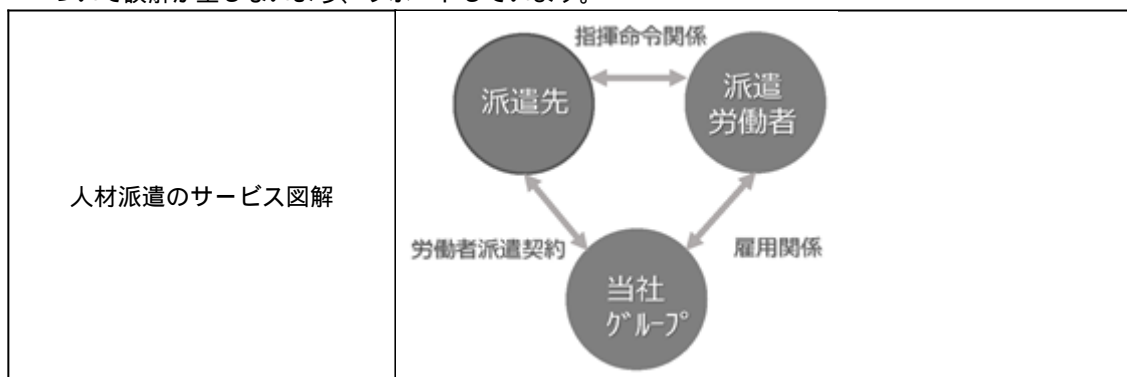 人材派遣のサービス図解
指揮命令関係
派遣先
派遣
労働者
労働者派遣契約
雇用関係
当社
ｸﾞﾙｰﾌﾟ